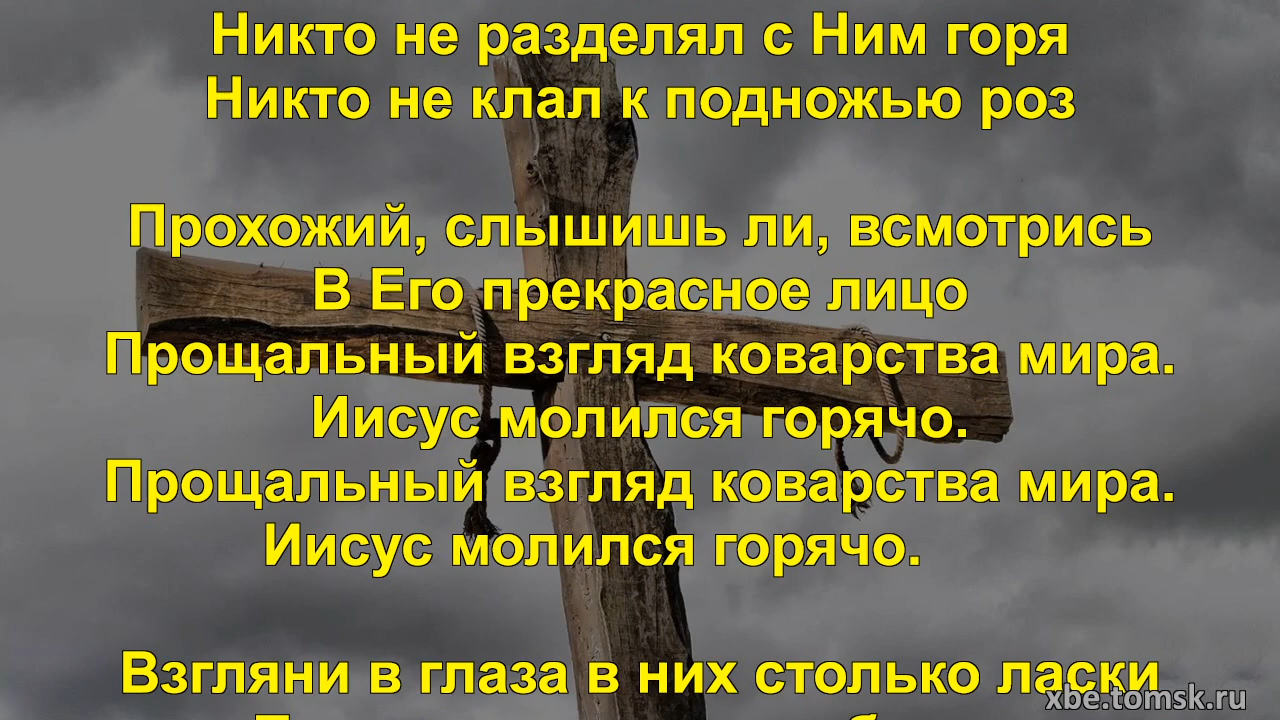 Никто не разделял с Ним горя
Никто не клал к подножью роз
Прохожий, слышишь ли, всмотрись
В Его прекрасное лицо
Прощальный взгляд коварства мира.
Иисус молился горячо.
Прощальный взгляд коварства мира.
Иисус молился горячо.
Взгляни в глаза в них столько ласки
xbe.tomsk.ru